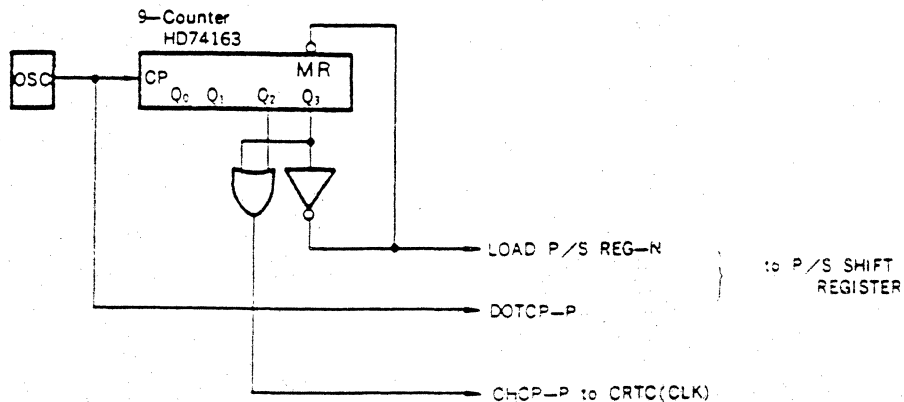 9—Counter
HD74163
OSC
CP
MR
Q0 Q1 Q2 Q3
LOAD P/S REG—N
to P/S SHIFT
REGISTER
DOTCP—P
CHCP—P to CRTC(CLK)